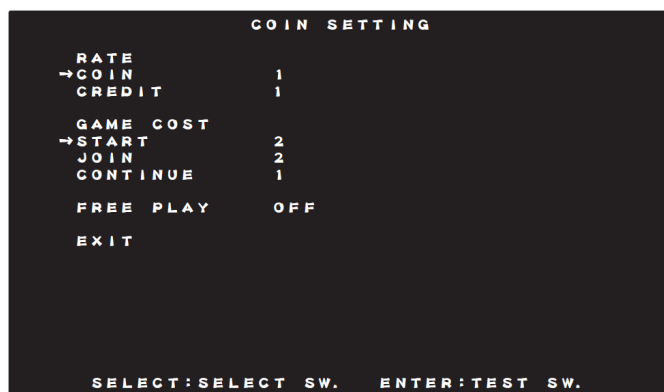 COIN SETTING
RATE
→COIN 1
CREDIT 1
GAME COST
→START 2
JOIN 2
CONTINUE 1
FREE PLAY OFF
EXIT
SELECT:SELECT SW. ENTER:TEST SW.